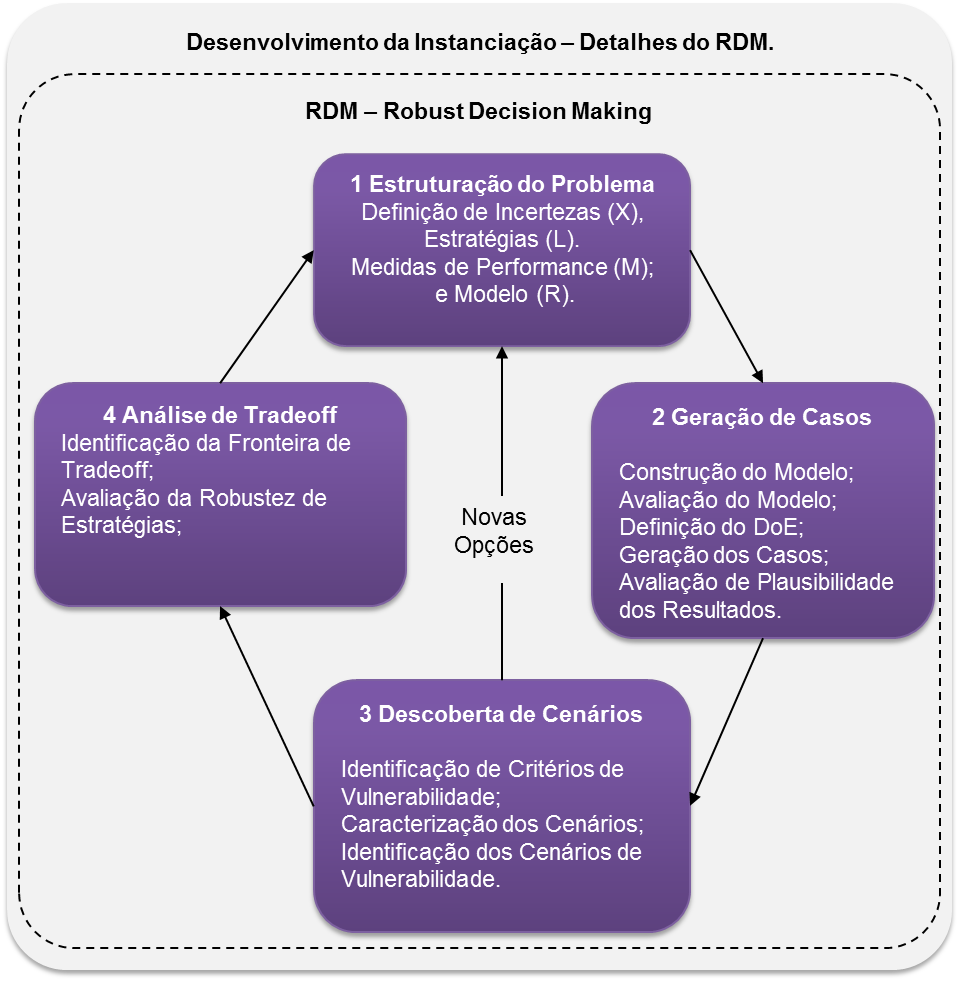 Desenvolvimento da Instanciação – Detalhes do RDM.
RDM – Robust Decision Making
1 Estruturação do Problema
Definição de Incertezas (X),
Estratégias (L).
Medidas de Performance (M);
e Modelo (R).
2 Geração de Casos
Construção do Modelo;
Avaliação do Modelo;
Definição do DoE;
Geração dos Casos;
Avaliação de Plausibilidade
dos Resultados.
3 Descoberta de Cenários
Identificação de Critérios de
Vulnerabilidade;
Caracterização dos Cenários;
Identificação dos Cenários de
Vulnerabilidade.
4 Análise de Tradeoff
Identificação da Fronteira de
Tradeoff;
Avaliação da Robustez de
Estratégias;
Novas
Opções